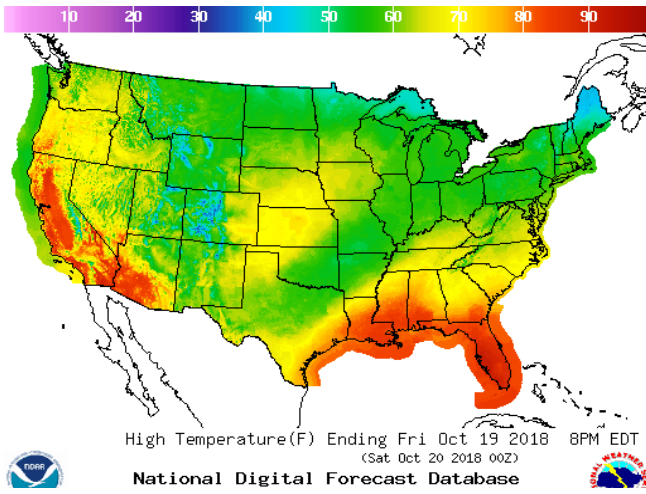 10 20 30 40 50 60 70 80 90
High Temperature(F) Ending Fri Oct 19 2018 8PM EDT
(Sat Oct 20 2018 00Z)
National Digital Forecast Database
NOAA